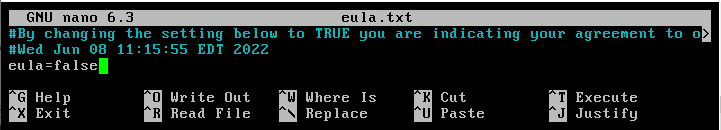 GNU nano 6.3 eula.txt
#By changing the setting below to TRUE you are indicating your agreement to o>
#Wed Jun 08 11:15:55 EDT 2022
eula=false
^G Help ^O Write Out ^W Where Is ^K Cut ^T Execute
^X Exit ^R Read File ^\ Replace ^U Paste ^J Justify